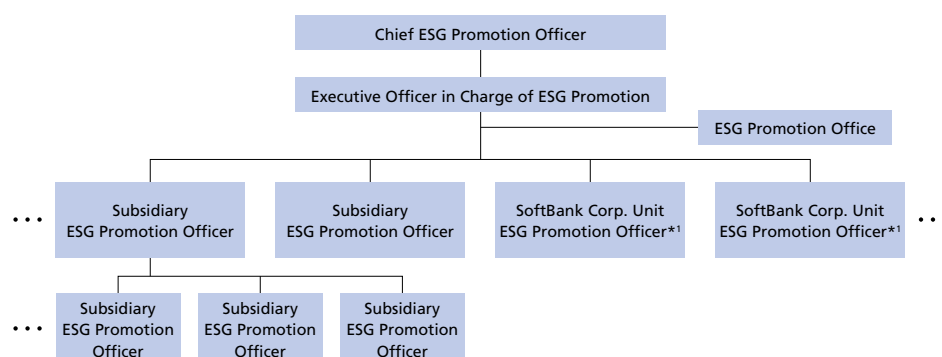 Chief ESG Promotion Officer
Executive Officer in Charge of ESG Promotion
ESG Promotion Office
Subsidiary
ESG Promotion Officer
Subsidiary
ESG Promotion Officer
SoftBank Corp. Unit
ESG Promotion Officer*¹
SoftBank Corp. Unit
ESG Promotion Officer*¹
Subsidiary
ESG Promotion
Officer
Subsidiary
ESG Promotion
Officer
Subsidiary
ESG Promotion
Officer